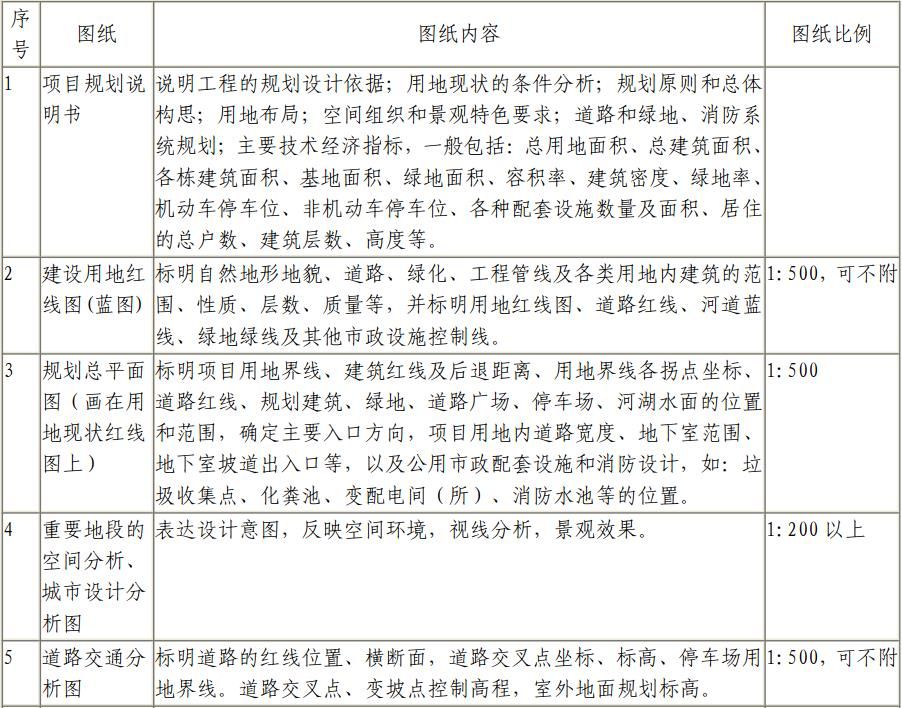 序号
图纸
图纸内容
图纸比例
1
项目规划说明书
说明工程的规划设计依据；用地现状的条件分析；规划原则和总体
构思；用地布局；空间组织和景观特色要求；道路和绿地、消防系
统规划；主要技术经济指标，一般包括：总用地面积、总建筑面积、
各栋建筑面积、基地面积、绿地面积、容积率、建筑密度、绿地率、
机动车停车位、非机动车停车位、各种配套设施数量及面积、居住
的总户数、建筑层数、高度等。
2
建设用地红
线图(蓝图)
标明自然地形地貌、道路、绿化、工程管线及各类用地内建筑的范
围、性质、层数、质量等，并标明用地红线图、道路红线、河道蓝
线、绿地绿线及其他市政设施控制线。
1:500，可不附
3
规划总平面
图（画在用
地现状红线
图上）
标明项目用地界线、建筑红线及后退距离、用地界线各拐点坐标、
道路红线、规划建筑、绿地、道路广场、停车场、河湖水面的位置
和范围，确定主要入口方向，项目用地内道路宽度、地下室范围、
地下室坡道出入口等，以及公用市政配套设施和消防设计，如：垃
圾收集点、化粪池、变配电间（所）、消防水池等的位置。
1:500
4
重要地段的
空间分析、
城市设计分
析图
表达设计意图，反映空间环境，视线分析，景观效果。
1:200 以上
5
道路交通分
析图
标明道路的红线位置、横断面，道路交叉点坐标、标高、停车场用
地界线。道路交叉点、变坡点控制高程，室外地面规划标高。
1:500，可不附